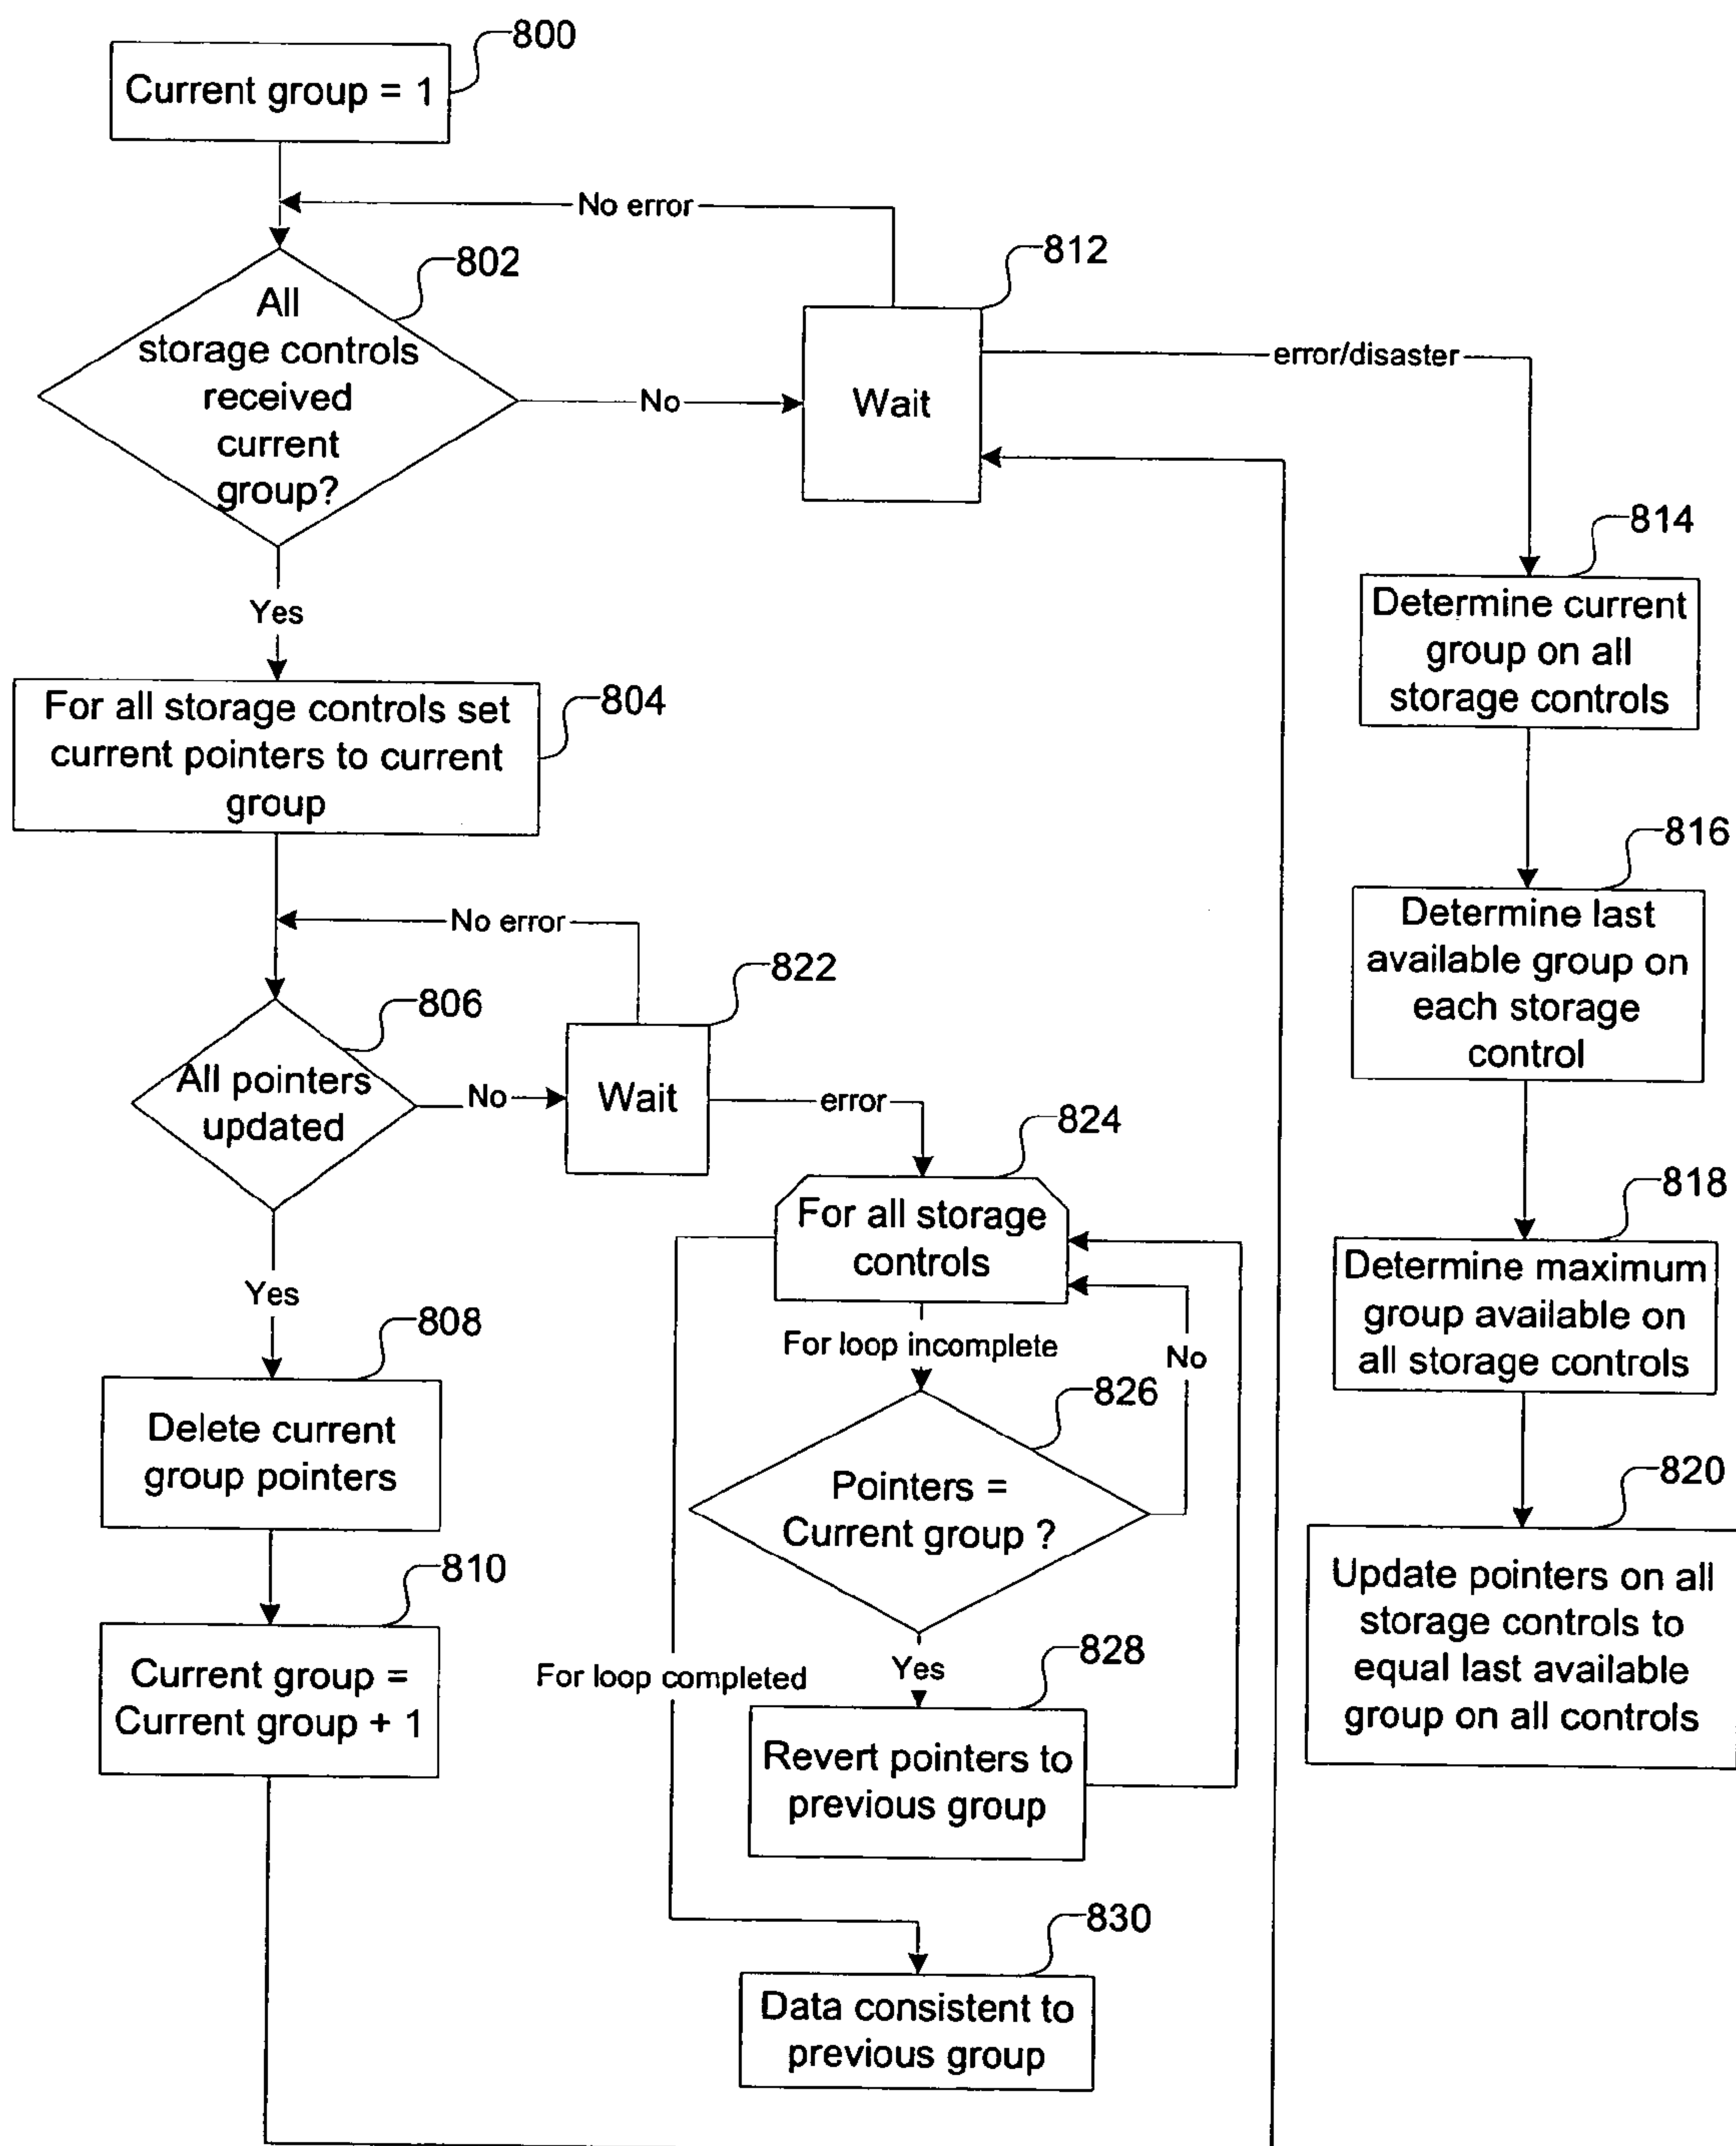 800
Current group = 1
No error
802
812
All
storage controls
received
current
group?
No
Wait
error/disaster
Yes
814
Determine current
group on all
storage controls
804
For all storage controls set
current pointers to current
group
816
Determine last
available group on
each storage
control
No error
822
806
All pointers
updated
No
Wait
error
824
For all storage
controls
818
Determine maximum
group available on
all storage controls
Yes
For loop incomplete
No
808
Delete current
group pointers
826
Pointers =
Current group ?
820
Update pointers on all
storage controls to
equal last available
group on all controls
810
Current group =
Current group + 1
For loop completed
Yes
828
Revert pointers to
previous group
830
Data consistent to
previous group